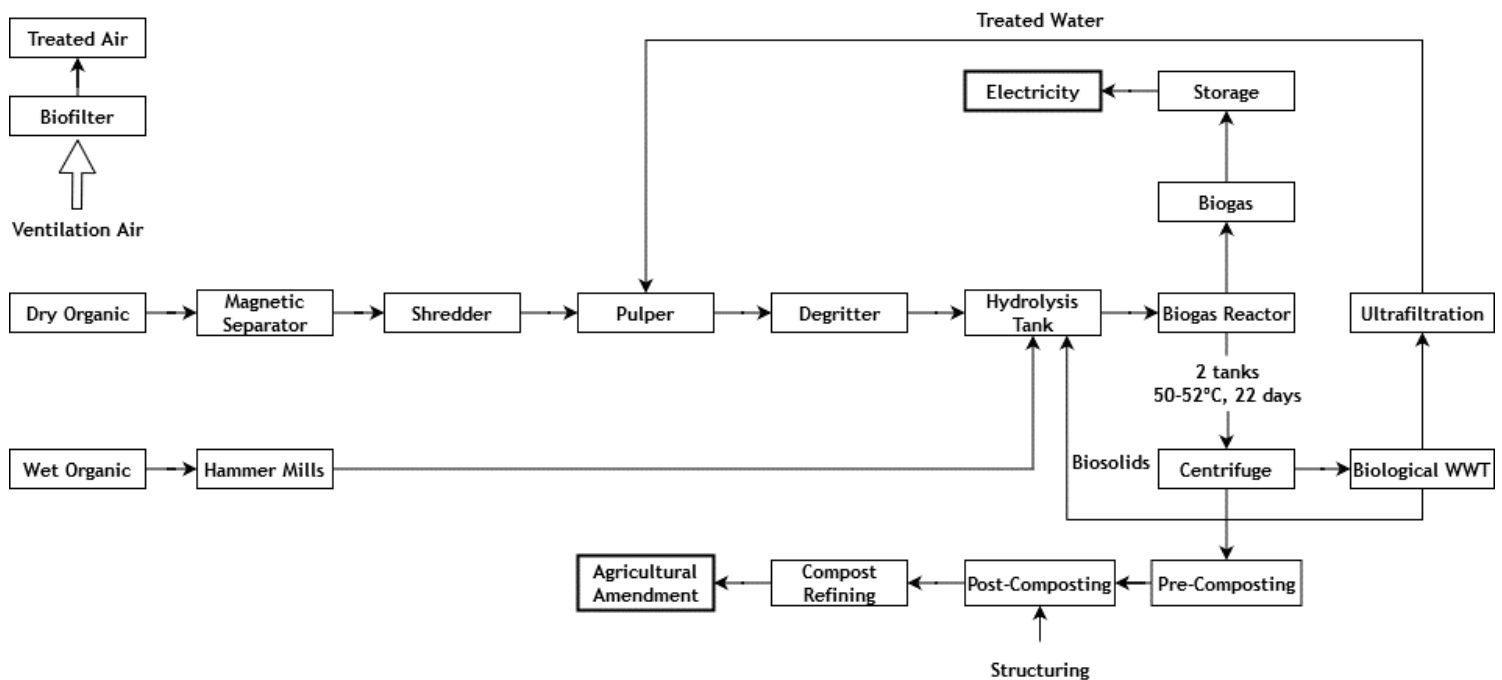 Treated Water
Treated Air
Electricity
Storage
Biofilter
Biogas
Ventilation Air
Dry Organic
Magnetic
Separator
Shredder
Pulper
Degritter
Hydrolysis
Tank
Biogas Reactor
Ultrafiltration
2 tanks
50-52°C, 22 days
Wet Organic
Hammer Mills
Biosolids
Centrifuge
Biological WWT
Agricultural
Amendment
Compost
Refining
Post-Composting
Pre-Composting
Structuring